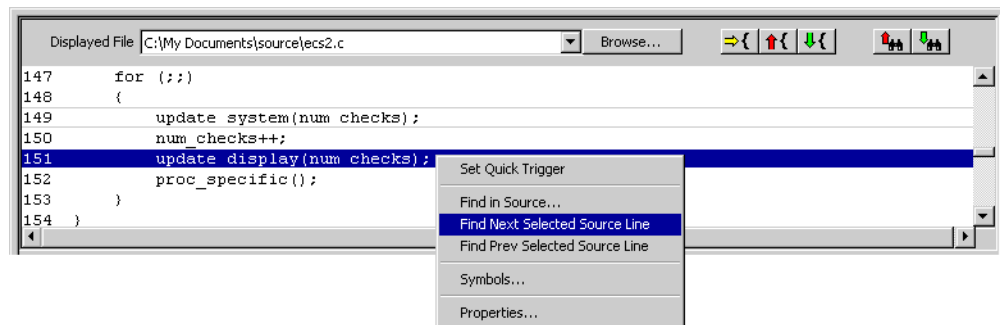 Displayed File C:\My Documents\source\ecs2.c Browse... ⇒{ ⬆{ ⬇{
147 for (;;)
148 {
149 update system(num checks);
150 num_checks++;
151 update display(num checks);
152 proc_specific();
153 }
154 }
Set Quick Trigger
Find in Source...
Find Next Selected Source Line
Find Prev Selected Source Line
Symbols...
Properties...